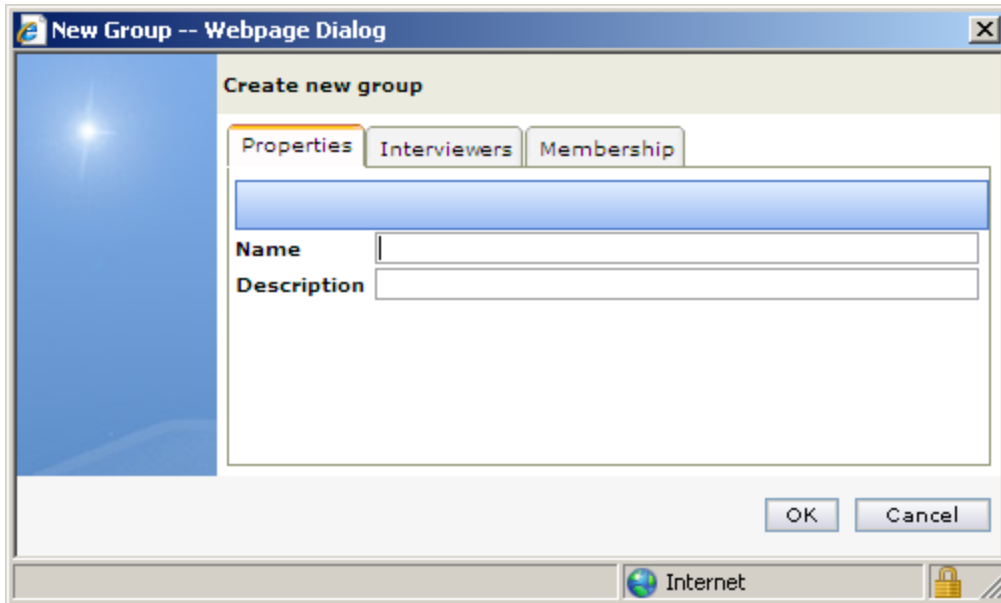 New Group -- Webpage Dialog
Create new group
Properties Interviewers Membership
Name
Description
OK Cancel
Internet